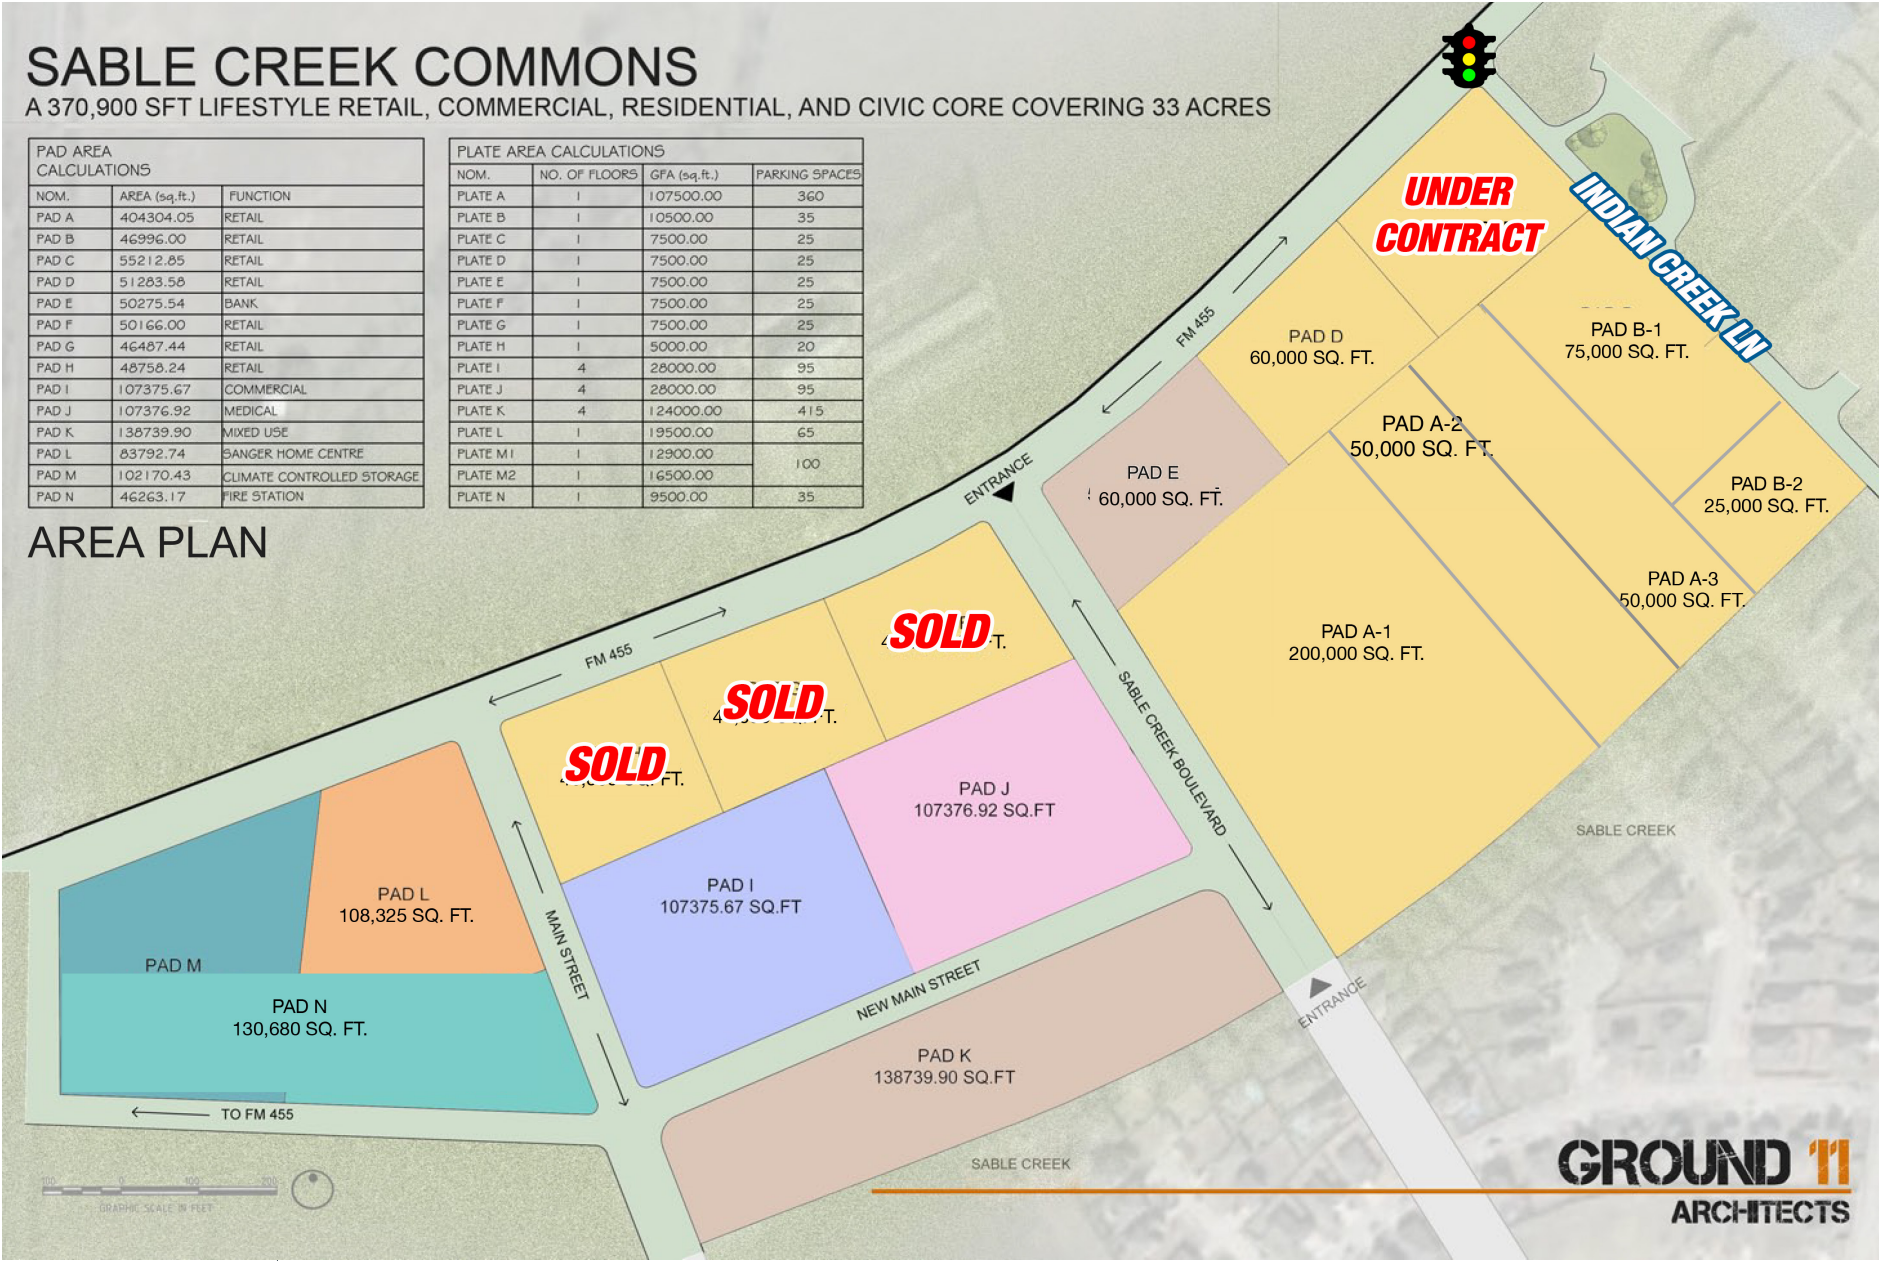 SABLE CREEK COMMONS
A 370,900 SFT LIFESTYLE RETAIL, COMMERCIAL, RESIDENTIAL, AND CIVIC CORE COVERING 33 ACRES
PAD AREA
CALCULATIONS
NOM. AREA (sq.ft.) FUNCTION
PAD A 404304.05 RETAIL
PAD B 46996.00 RETAIL
PAD C 55212.85 RETAIL
PAD D 51283.58 RETAIL
PAD E 50275.54 BANK
PAD F 50166.00 RETAIL
PAD G 46487.44 RETAIL
PAD H 48758.24 RETAIL
PAD I 107375.67 COMMERCIAL
PAD J 107376.92 MEDICAL
PAD K 138739.90 MIXED USE
PAD L 83792.74 SANGER HOME CENTRE
PAD M 102170.43 CLIMATE CONTROLLED STORAGE
PAD N 46263.17 FIRE STATION
PLATE AREA CALCULATIONS
NOM. NO. OF FLOORS GFA (sq.ft.) PARKING SPACES
PLATE A 1 107500.00 360
PLATE B 1 10500.00 35
PLATE C 1 7500.00 25
PLATE D 1 7500.00 25
PLATE E 1 7500.00 25
PLATE F 1 7500.00 25
PLATE G 1 7500.00 25
PLATE H 1 5000.00 20
PLATE I 4 28000.00 95
PLATE J 4 28000.00 95
PLATE K 4 124000.00 415
PLATE L 1 19500.00 65
PLATE M1 1 12900.00 100
PLATE M2 1 16500.00
PLATE N 1 9500.00 35
AREA PLAN
UNDER
CONTRACT
INDIAN CREEK LN
FM 455
PAD D
60,000 SQ. FT.
PAD B-1
75,000 SQ. FT.
PAD A-2
50,000 SQ. FT.
PAD E
60,000 SQ. FT.
ENTRANCE
PAD B-2
25,000 SQ. FT.
PAD A-3
50,000 SQ. FT.
PAD A-1
200,000 SQ. FT.
FM 455
SOLD
SOLD
SOLD
SABLE CREEK BOULEVARD
PAD J
107376.92 SQ.FT
SABLE CREEK
PAD I
107375.67 SQ.FT
PAD L
108,325 SQ. FT.
MAIN STREET
PAD M
NEW MAIN STREET
ENTRANCE
PAD N
130,680 SQ. FT.
PAD K
138739.90 SQ.FT
TO FM 455
SABLE CREEK
GRAPHIC SCALE IN FEET
GROUND 11
ARCHITECTS